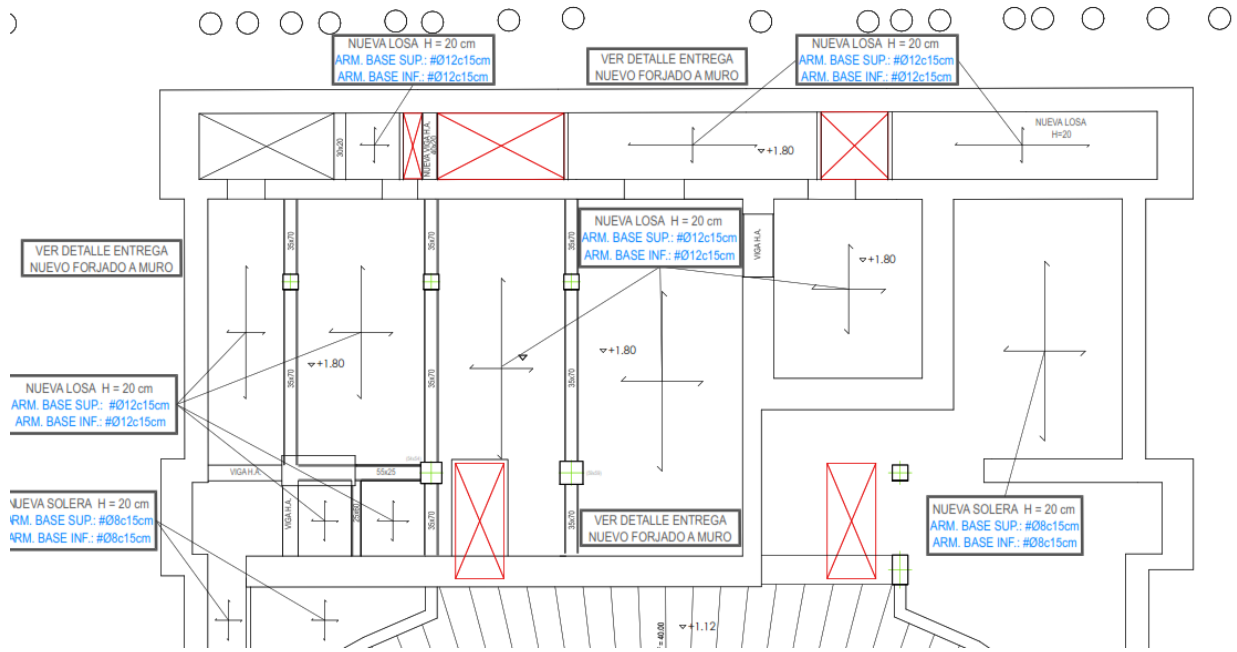 NUEVA LOSA H = 20 cm
ARM. BASE SUP.: #Ø12c15cm
ARM. BASE INF.: #Ø12c15cm
VER DETALLE ENTREGA
NUEVO FORJADO A MURO
NUEVA LOSA H = 20 cm
ARM. BASE SUP.: #Ø12c15cm
ARM. BASE INF.: #Ø12c15cm
30x20
NUEVA VIGA H.A.
40x20
+1.80
NUEVA LOSA
H=20
VER DETALLE ENTREGA
NUEVO FORJADO A MURO
35x70
35x70
35x70
NUEVA LOSA H = 20 cm
ARM. BASE SUP.: #Ø12c15cm
ARM. BASE INF.: #Ø12c15cm
VIGA H.A.
+1.80
+1.80
+1.80
35x70
35x70
35x70
NUEVA LOSA H = 20 cm
ARM. BASE SUP.: #Ø12c15cm
ARM. BASE INF.: #Ø12c15cm
VIGA H.A.
55x25
VIGA H.A.
25x60
35x70
35x70
NUEVA SOLERA H = 20 cm
ARM. BASE SUP.: #Ø8c15cm
ARM. BASE INF.: #Ø8c15cm
VER DETALLE ENTREGA
NUEVO FORJADO A MURO
NUEVA SOLERA H = 20 cm
ARM. BASE SUP.: #Ø8c15cm
ARM. BASE INF.: #Ø8c15cm
= 40.00
+1.12